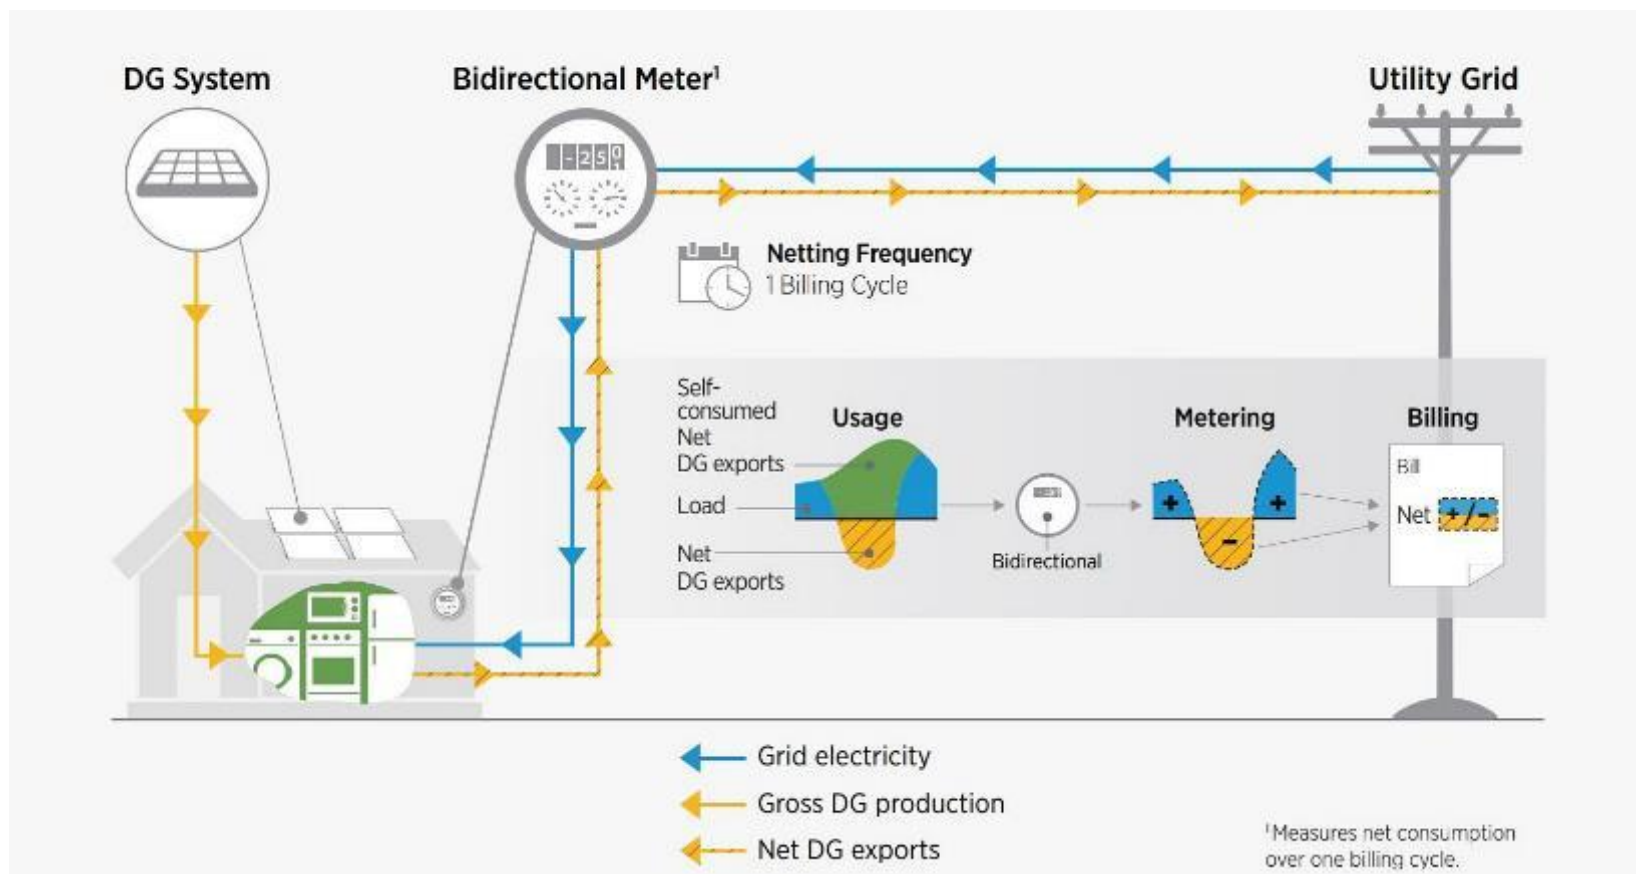 DG System
Bidirectional Meter¹
Utility Grid
-250
1
Netting Frequency
1 Billing Cycle
Self-
consumed
Net
DG exports
Load
Net
DG exports
Usage
Bidirectional
Metering
+
+
-
Billing
Bill
Net +/-
Grid electricity
Gross DG production
Net DG exports
¹Measures net consumption
over one billing cycle.